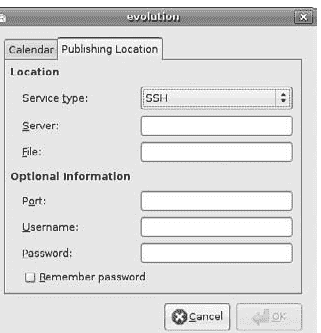 evolution
Calendar Publishing Location
Location
Service type: SSH
Server:
File:
Optional Information
Port:
Username:
Password:
Remember password
Cancel OK